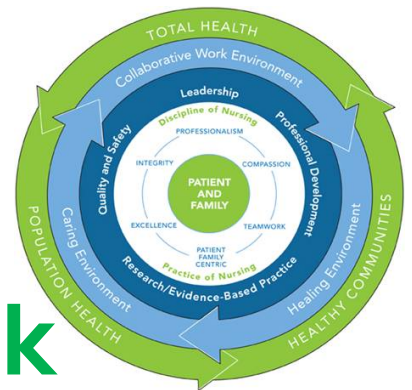 TOTAL HEALTH
Collaborative Work Environment
Leadership
Discipline of Nursing
PROFESSIONALISM
Quality and Safety
INTEGRITY
COMPASSION
Professional Development
PATIENT
AND
FAMILY
EXCELLENCE
TEAMWORK
PATIENT
FAMILY
CENTRIC
Practice of Nursing
Research/Evidence-Based Practice
Caring Environment
Healing Environment
POPULATION HEALTH
HEALTHY COMMUNITIES
k